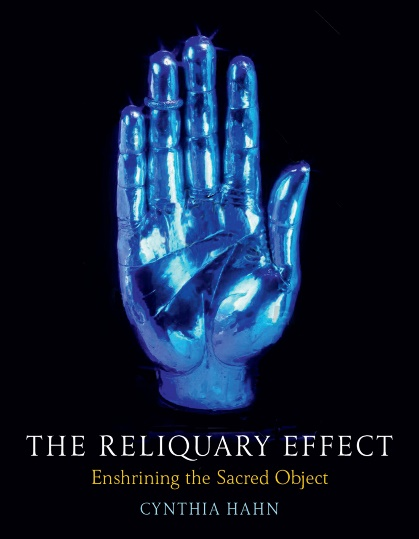 THE RELIQUARY EFFECT
Enshrining the Sacred Object
CYNTHIA HAHN